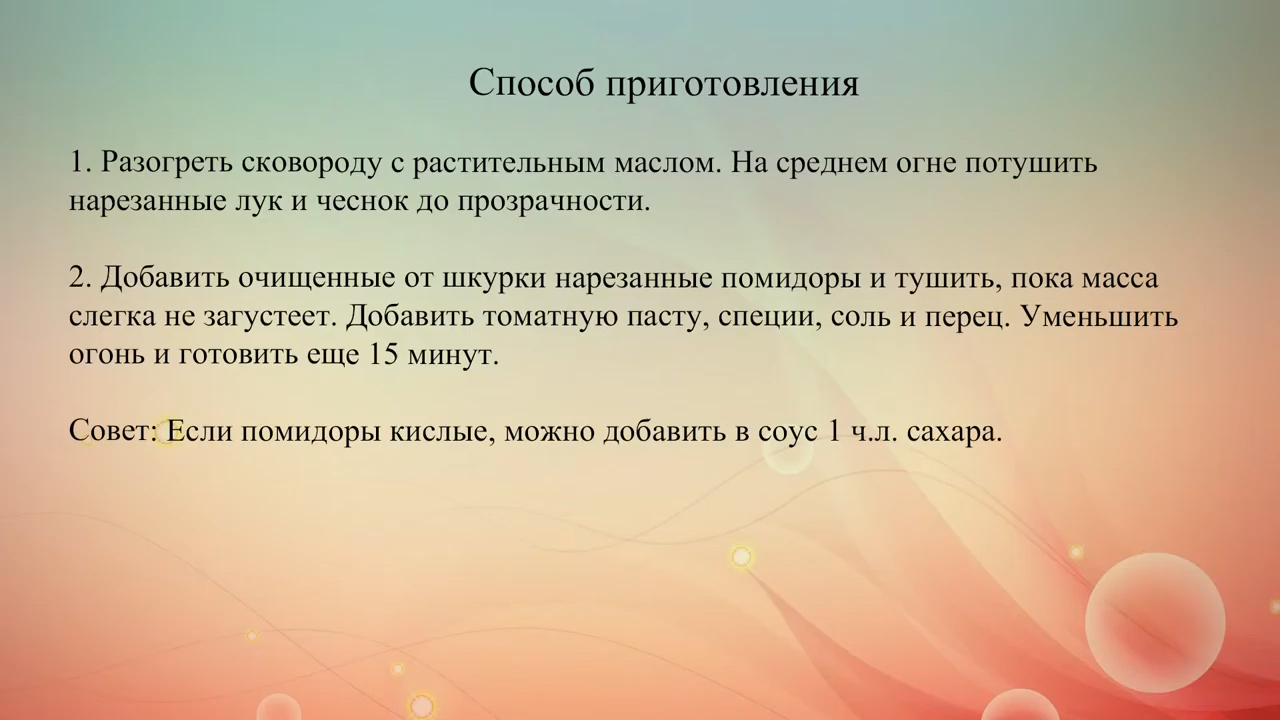 Способ приготовления
1. Разогреть сковороду с растительным маслом. На среднем огне потушить
нарезанные лук и чеснок до прозрачности.
2. Добавить очищенные от шкурки нарезанные помидоры и тушить, пока масса
слегка не загустеет. Добавить томатную пасту, специи, соль и перец. Уменьшить
огонь и готовить еще 15 минут.
Совет: Если помидоры кислые, можно добавить в соус 1 ч.л. сахара.